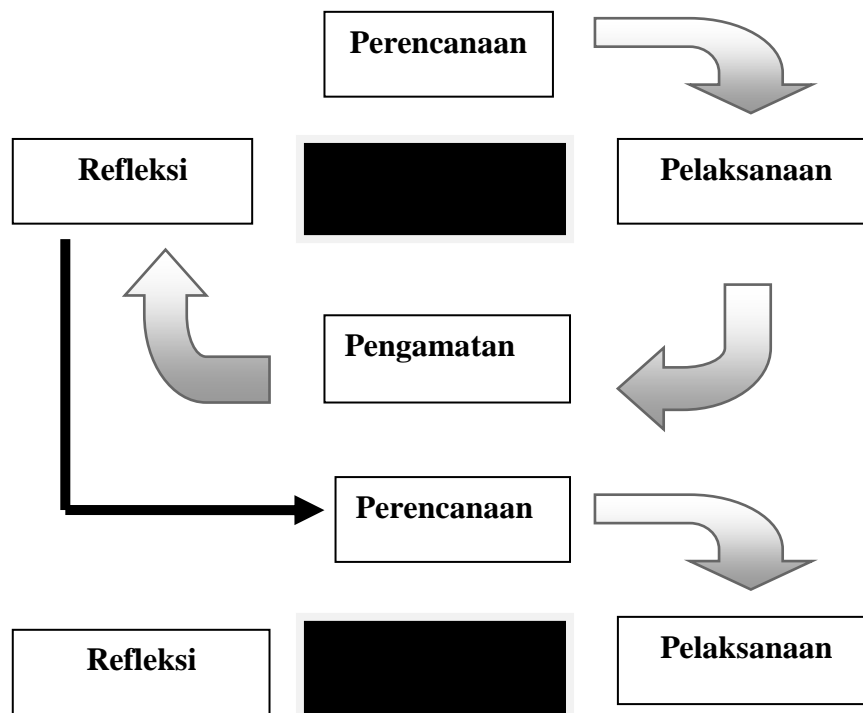 Perencanaan
Refleksi
Pelaksanaan
Pengamatan
Perencanaan
Refleksi
Pelaksanaan